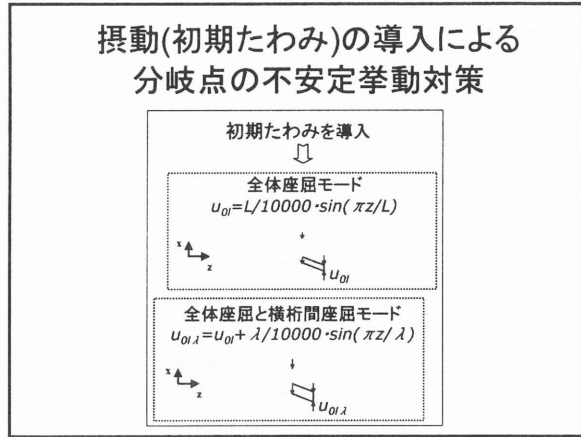 摂動(初期たわみ)の導入による
分岐点の不安定挙動対策
初期たわみを導入
全体座屈モード
u0l=L/10000・sin(πz/L)
x
z
u0l
全体座屈と横桁間座屈モード
u0lλ=u0l+λ/10000・sin(πz/λ)
x
z
u0lλ